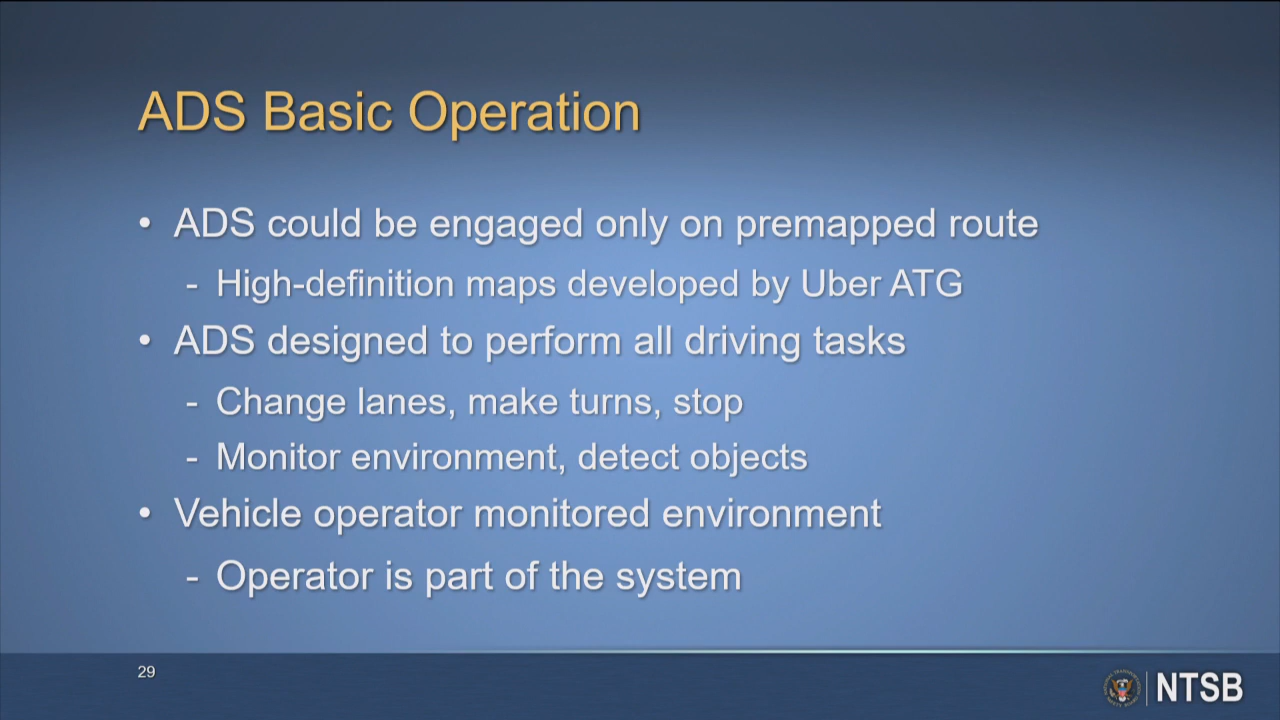 ADS Basic Operation
• ADS could be engaged only on premapped route
- High-definition maps developed by Uber ATG
• ADS designed to perform all driving tasks
- Change lanes, make turns, stop
- Monitor environment, detect objects
• Vehicle operator monitored environment
- Operator is part of the system
29
NTSB